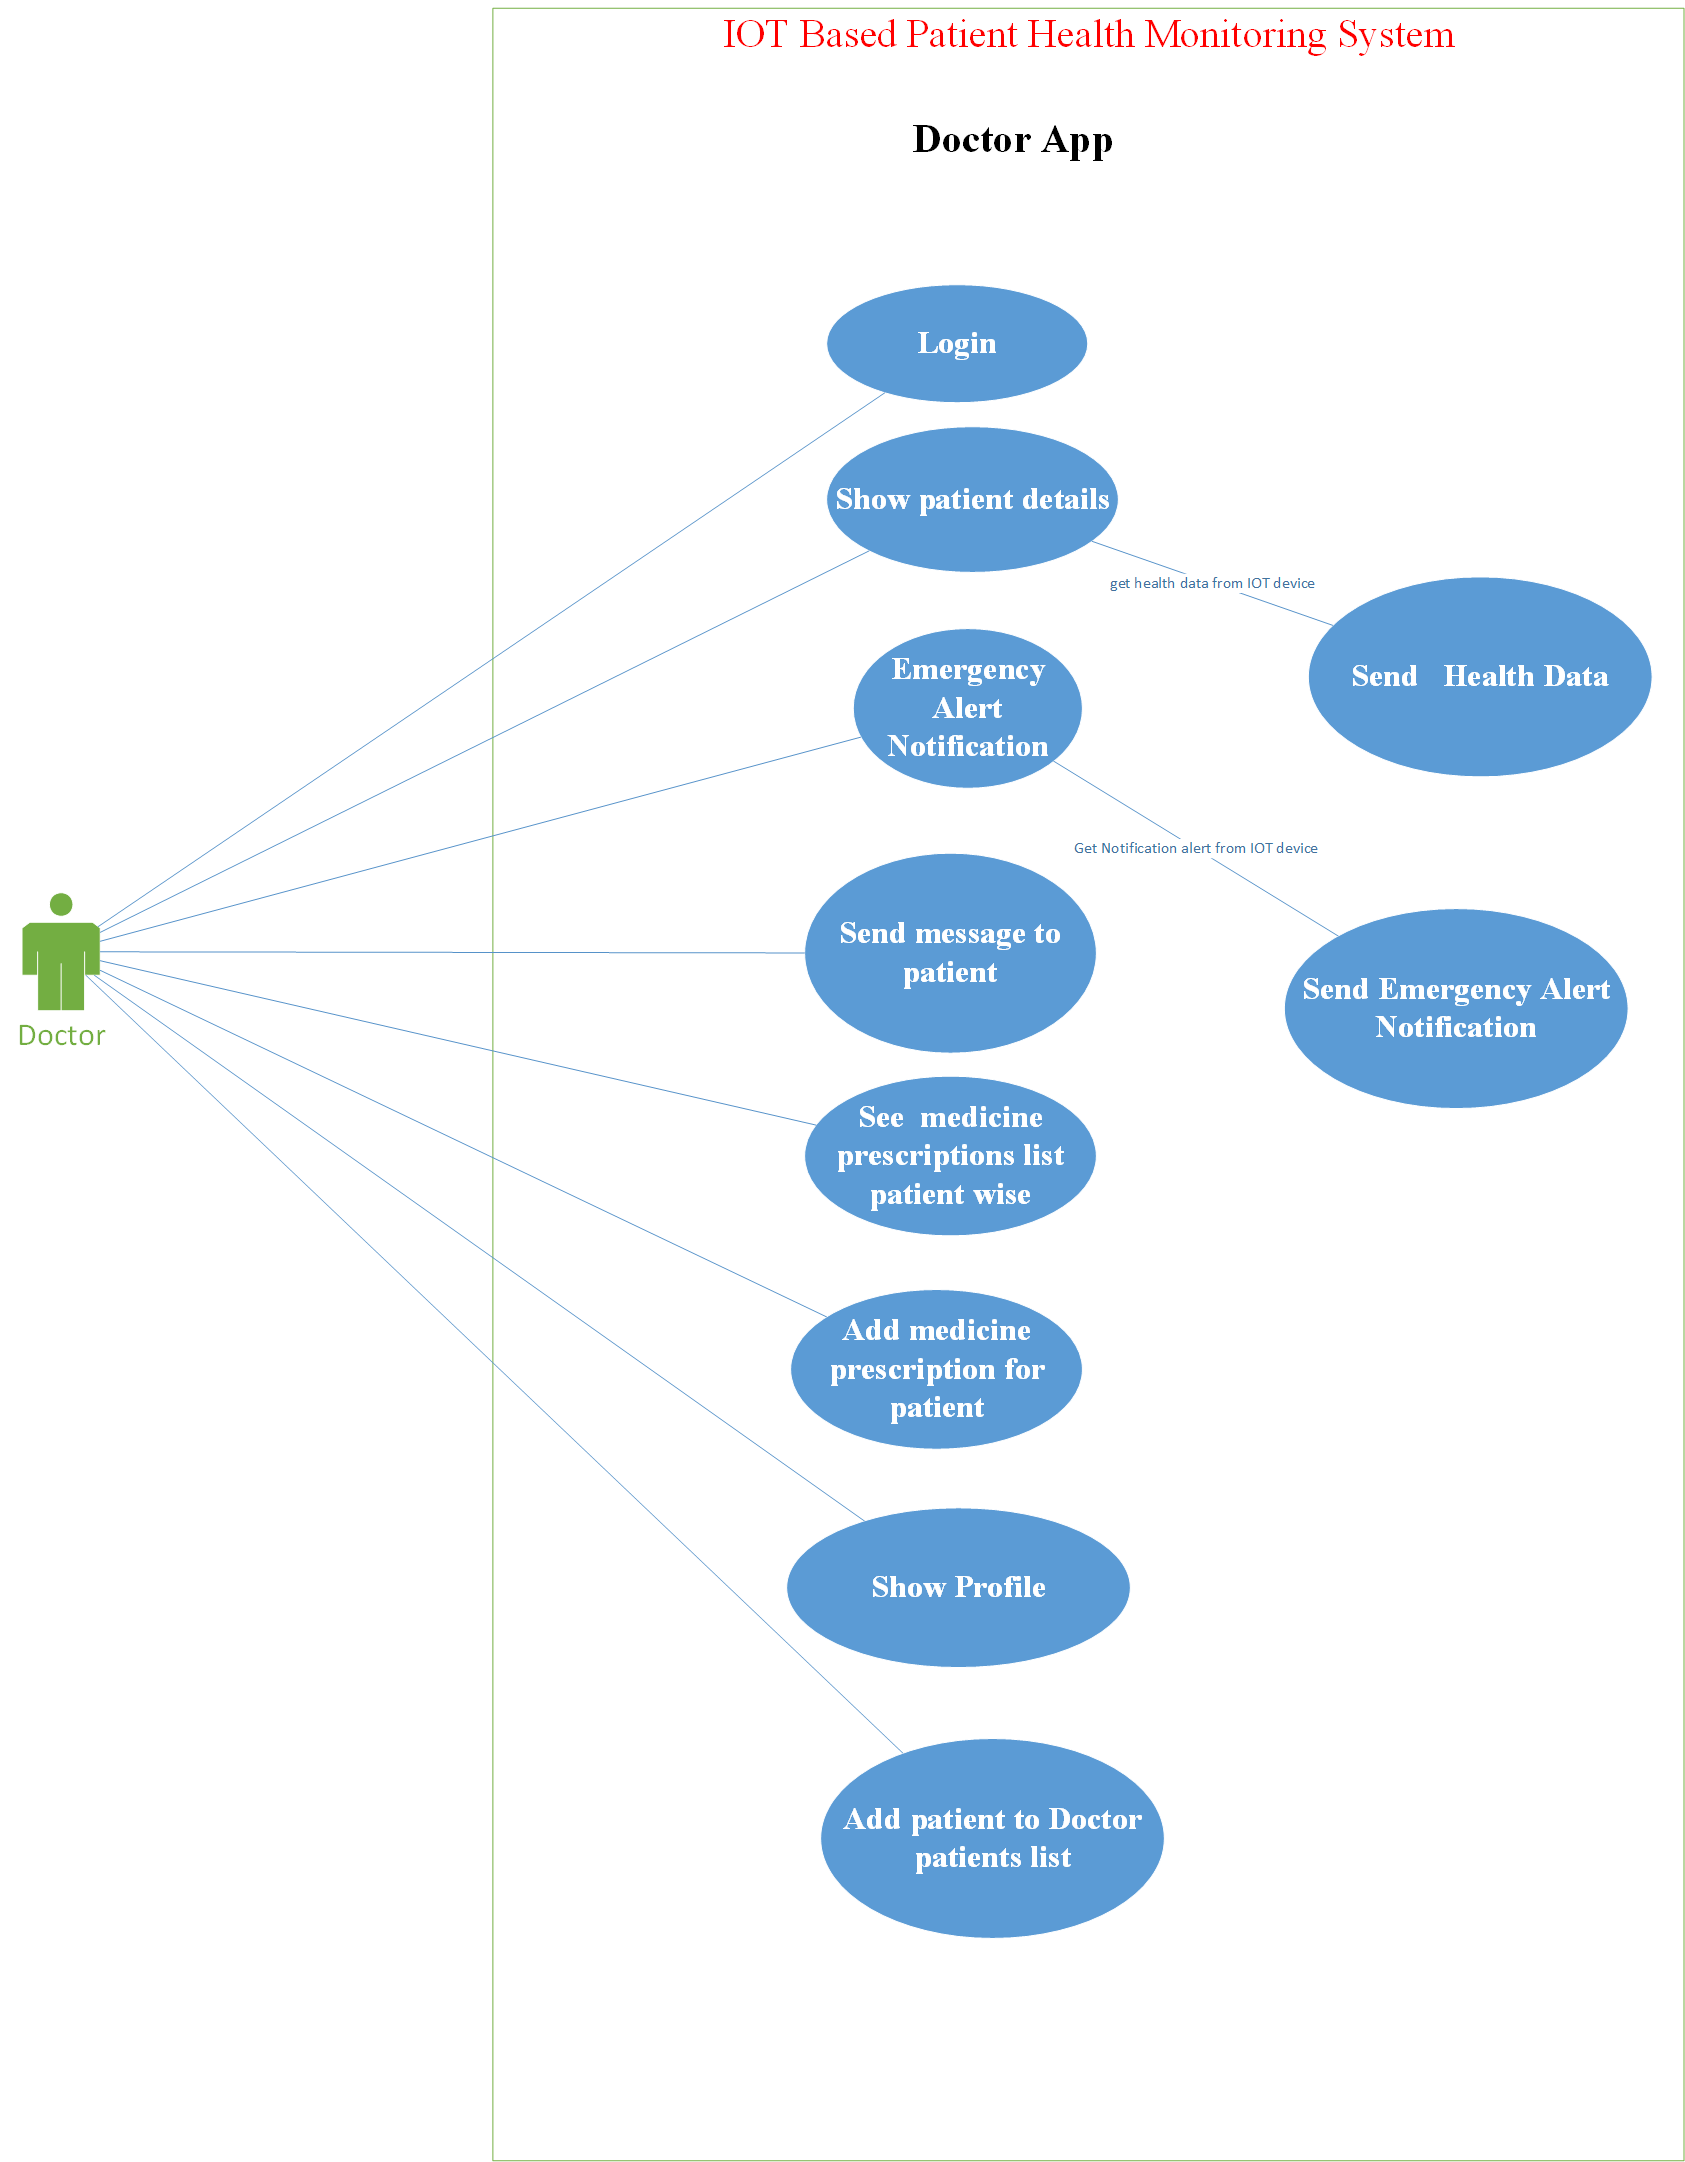 IOT Based Patient Health Monitoring System
Doctor App
Login
Show patient details
get health data from IOT device
Send Health Data
Emergency
Alert
Notification
Get Notification alert from IOT device
Send Emergency Alert
Notification
Send message to
patient
Doctor
See medicine
prescriptions list
patient wise
Add medicine
prescription for
patient
Show Profile
Add patient to Doctor
patients list